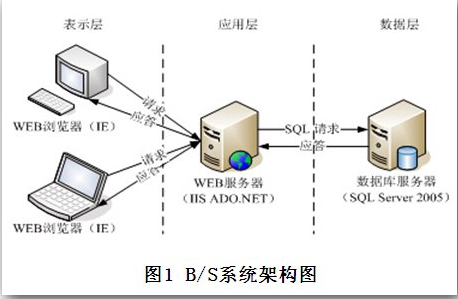 表示层
应用层
数据层
请求
应答
WEB浏览器（IE）
SQL 请求
应答
请求
应答
WEB服务器
(IIS ADO.NET)
数据库服务器
(SQL Server 2005)
WEB浏览器（IE）
图1 B/S系统架构图